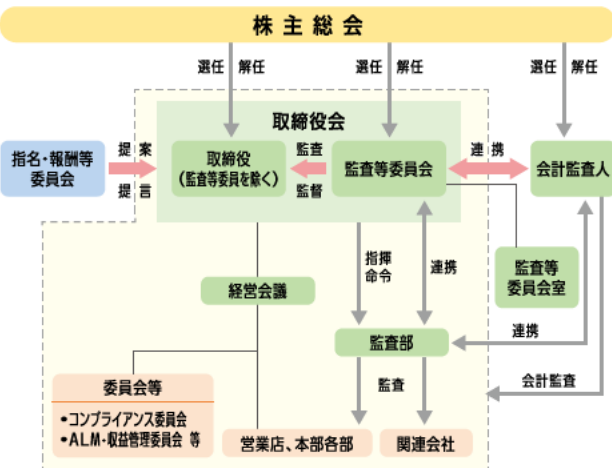 株主総会
選任 解任
選任 解任
選任 解任
取締役会
指名・報酬等
委員会
提案
提言
取締役
(監査等委員を除く)
監査
監督
監査等委員会
連携
会計監査人
指揮
命令
連携
監査等
委員会室
経営会議
監査部
連携
会計監査
監査
委員会等
•コンプライアンス委員会
•ALM・収益管理委員会 等
営業店、本部各部
関連会社